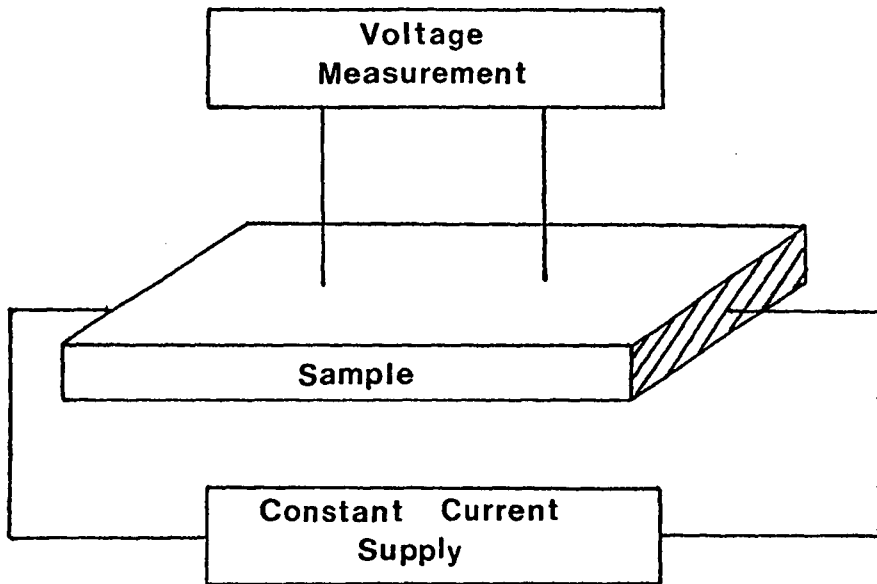 Voltage
Measurement
Sample
Constant Current
Supply